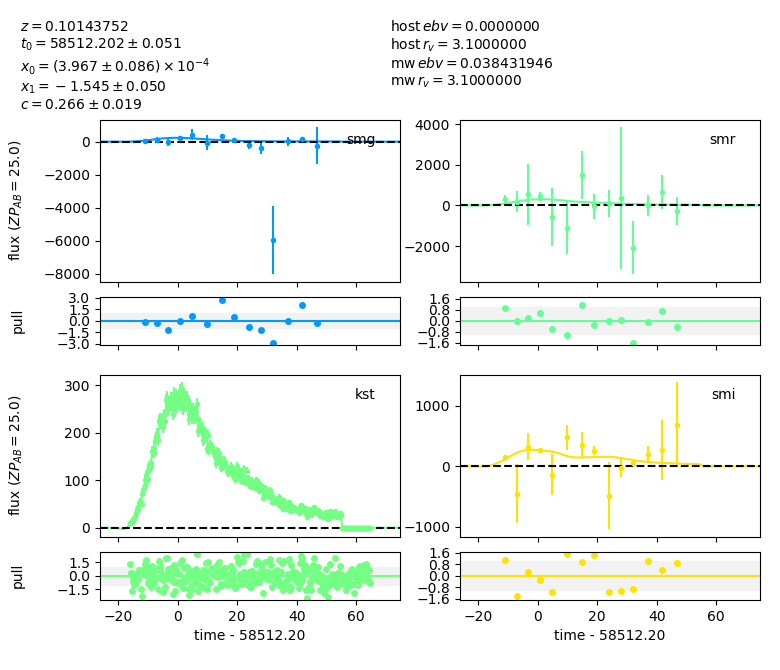 z = 0.10143752
t₀ = 58512.202 ± 0.051
x₀ = (3.967 ± 0.086) × 10⁻⁴
x₁ = −1.545 ± 0.050
c = 0.266 ± 0.019
host ebv = 0.0000000
host r_v = 3.1000000
mw ebv = 0.038431946
mw r_v = 3.1000000
flux (ZP_AB = 25.0)
0
−2000
−4000
−6000
−8000
smg
4000
2000
0
−2000
smr
pull
3.0
1.5
0.0
−1.5
−3.0
1.6
0.8
0.0
−0.8
−1.6
flux (ZP_AB = 25.0)
300
200
100
0
kst
1000
0
−1000
smi
pull
1.5
0.0
−1.5
1.6
0.8
0.0
−0.8
−1.6
−20 0 20 40 60
−20 0 20 40 60
time - 58512.20
time - 58512.20